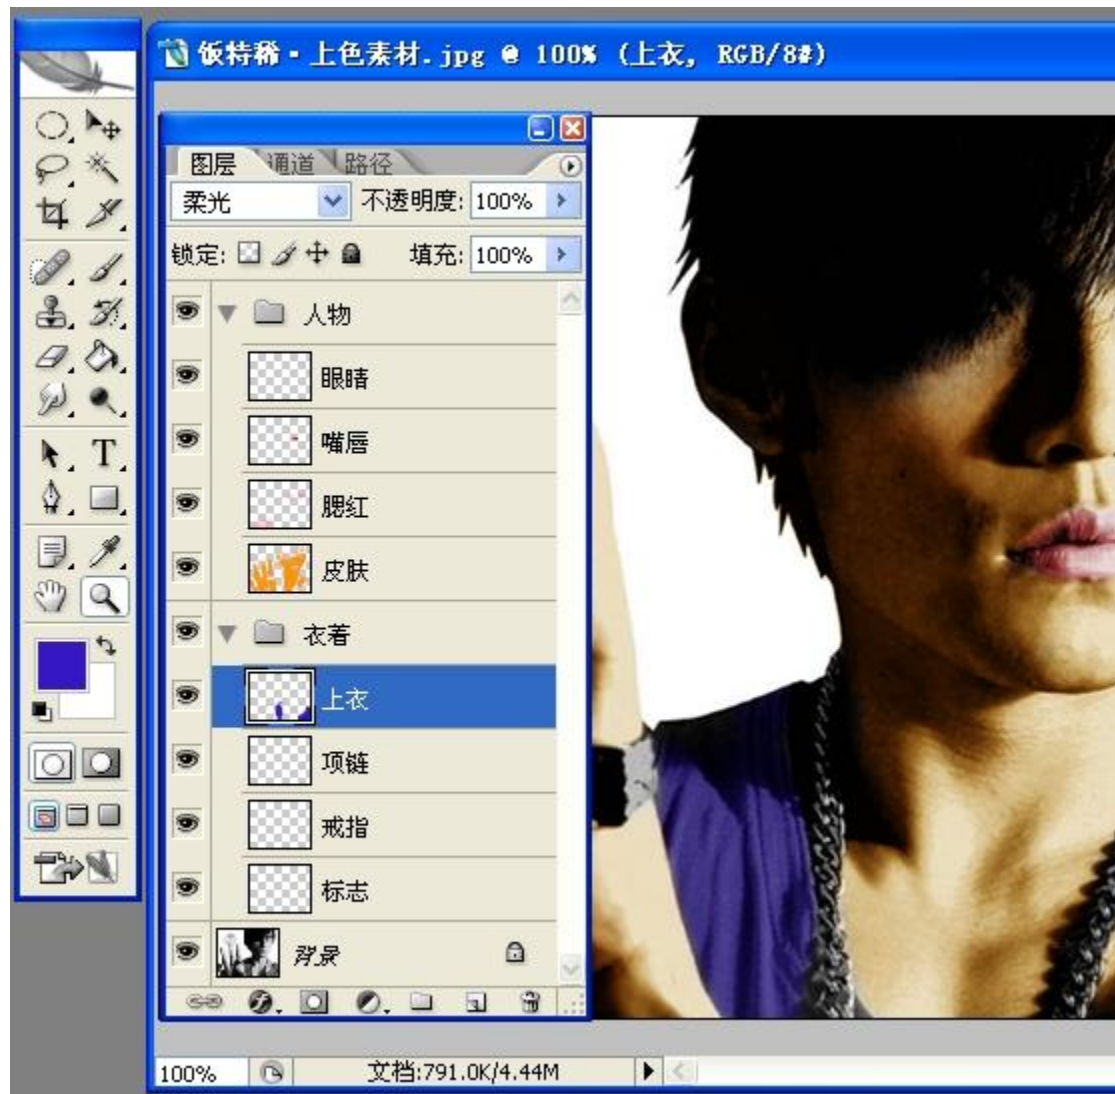 饭特稀·上色素材.jpg @ 100% (上衣, RGB/8#)
图层 通道 路径
柔光 不透明度: 100%
锁定: 填充: 100%
人物
眼睛
嘴唇
腮红
皮肤
衣着
上衣
项链
戒指
标志
背景
T
100% 文档:791.0K/4.44M